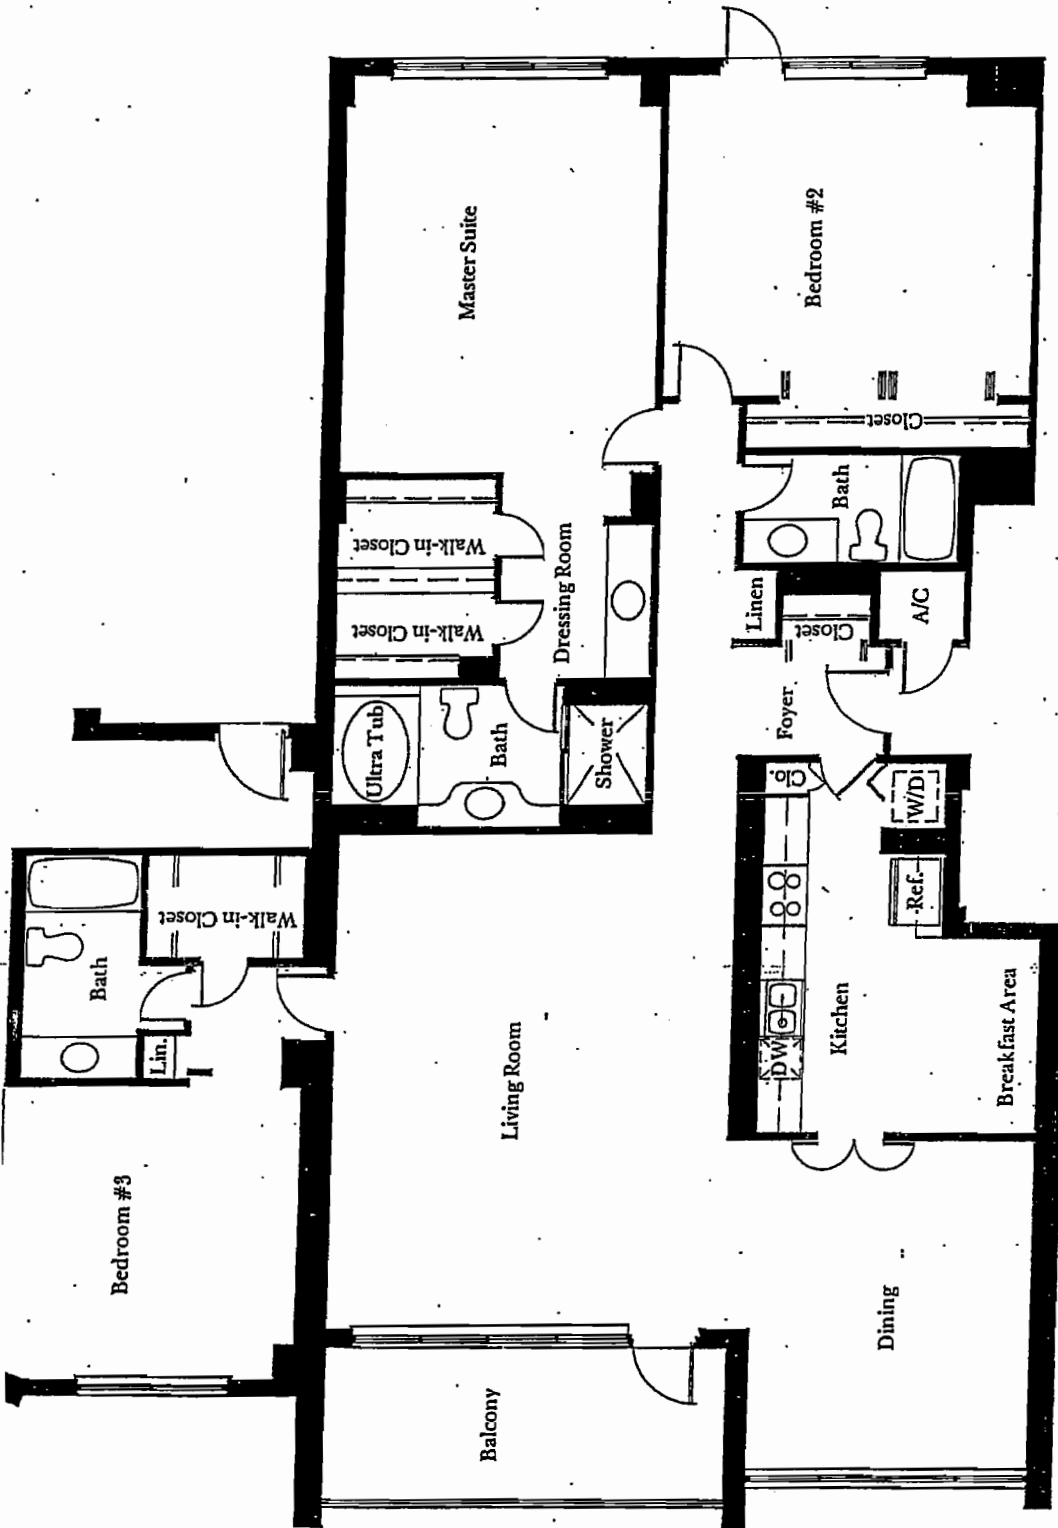 Master Suite
Bedroom #2
Closet
Bath
Walk-in Closet
Walk-in Closet
Dressing Room
Linen
Closet
A/C
Foyer
Ultra Tub
Bath
Shower
Clo.
W/D
Ref.
Walk-in Closet
Bath
Lin.
Living Room
DW
Kitchen
Breakfast Area
Bedroom #3
Dining
Balcony